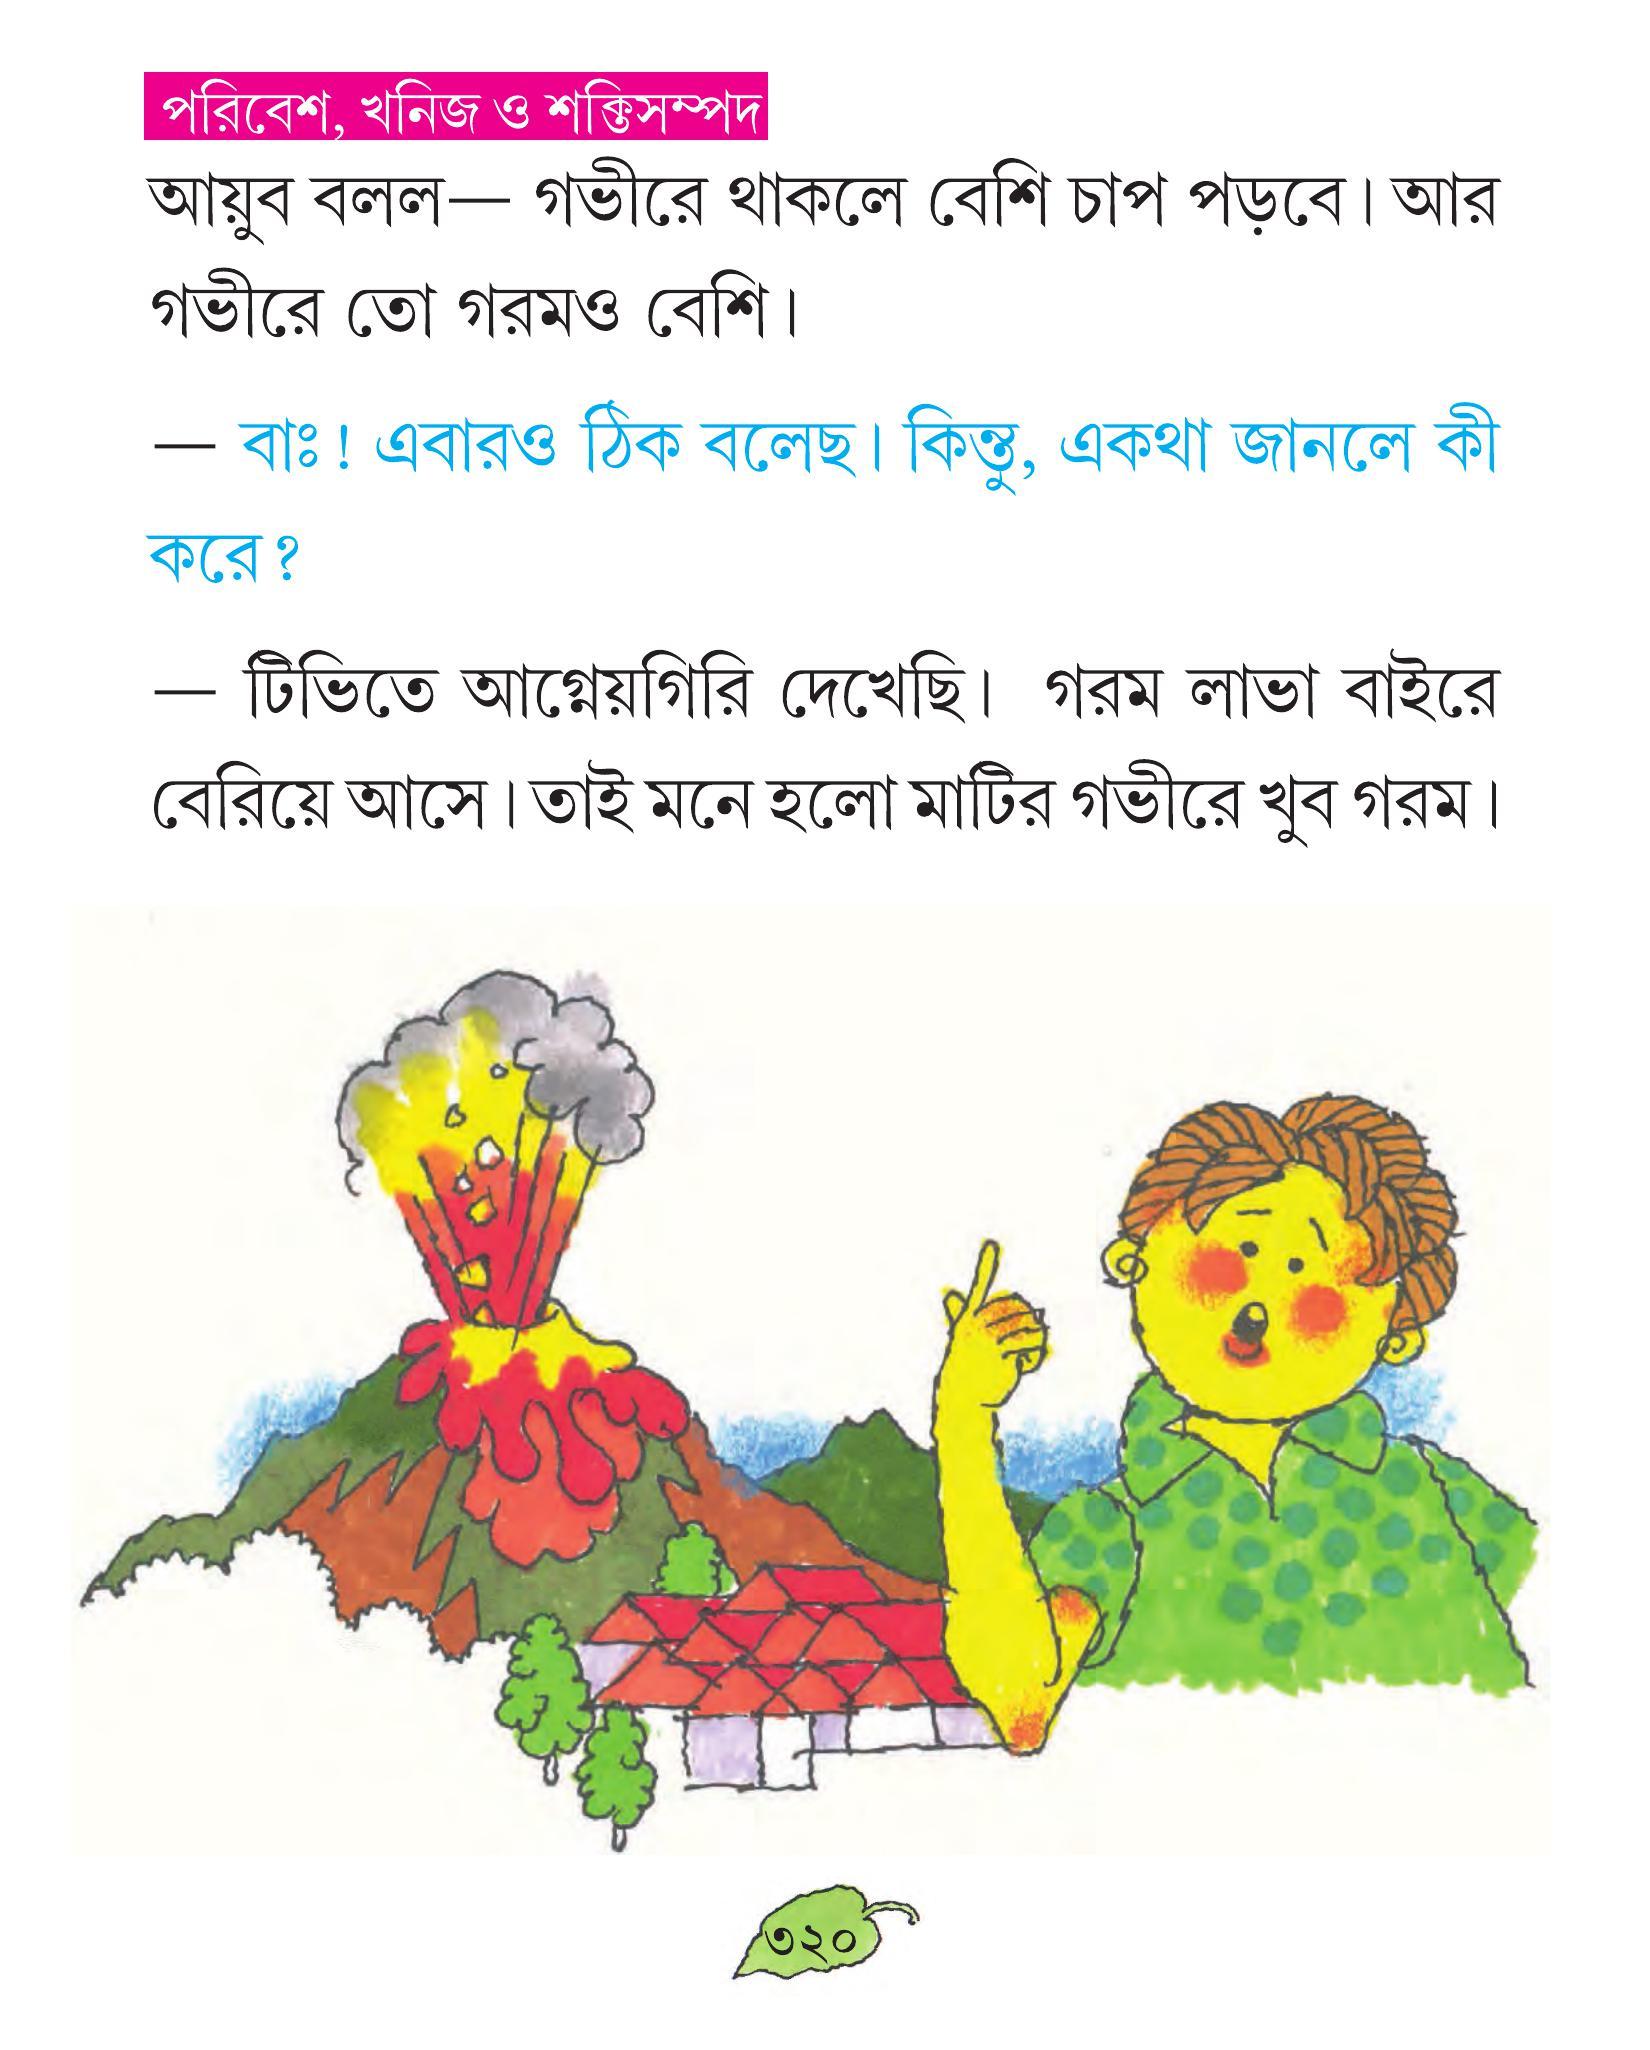 পরিবেশ, খনিজ ও শক্তিসম্পদ
আয়ুব বলল— গভীরে থাকলে বেশি চাপ পড়বে। আর
গভীরে তো গরমও বেশি।
— বাঃ! এবারও ঠিক বলেছ। কিন্তু, একথা জানলে কী
করে?
— টিভিতে আগ্নেয়গিরি দেখেছি। গরম লাভা বাইরে
বেরিয়ে আসে। তাই মনে হলো মাটির গভীরে খুব গরম।
৩২০